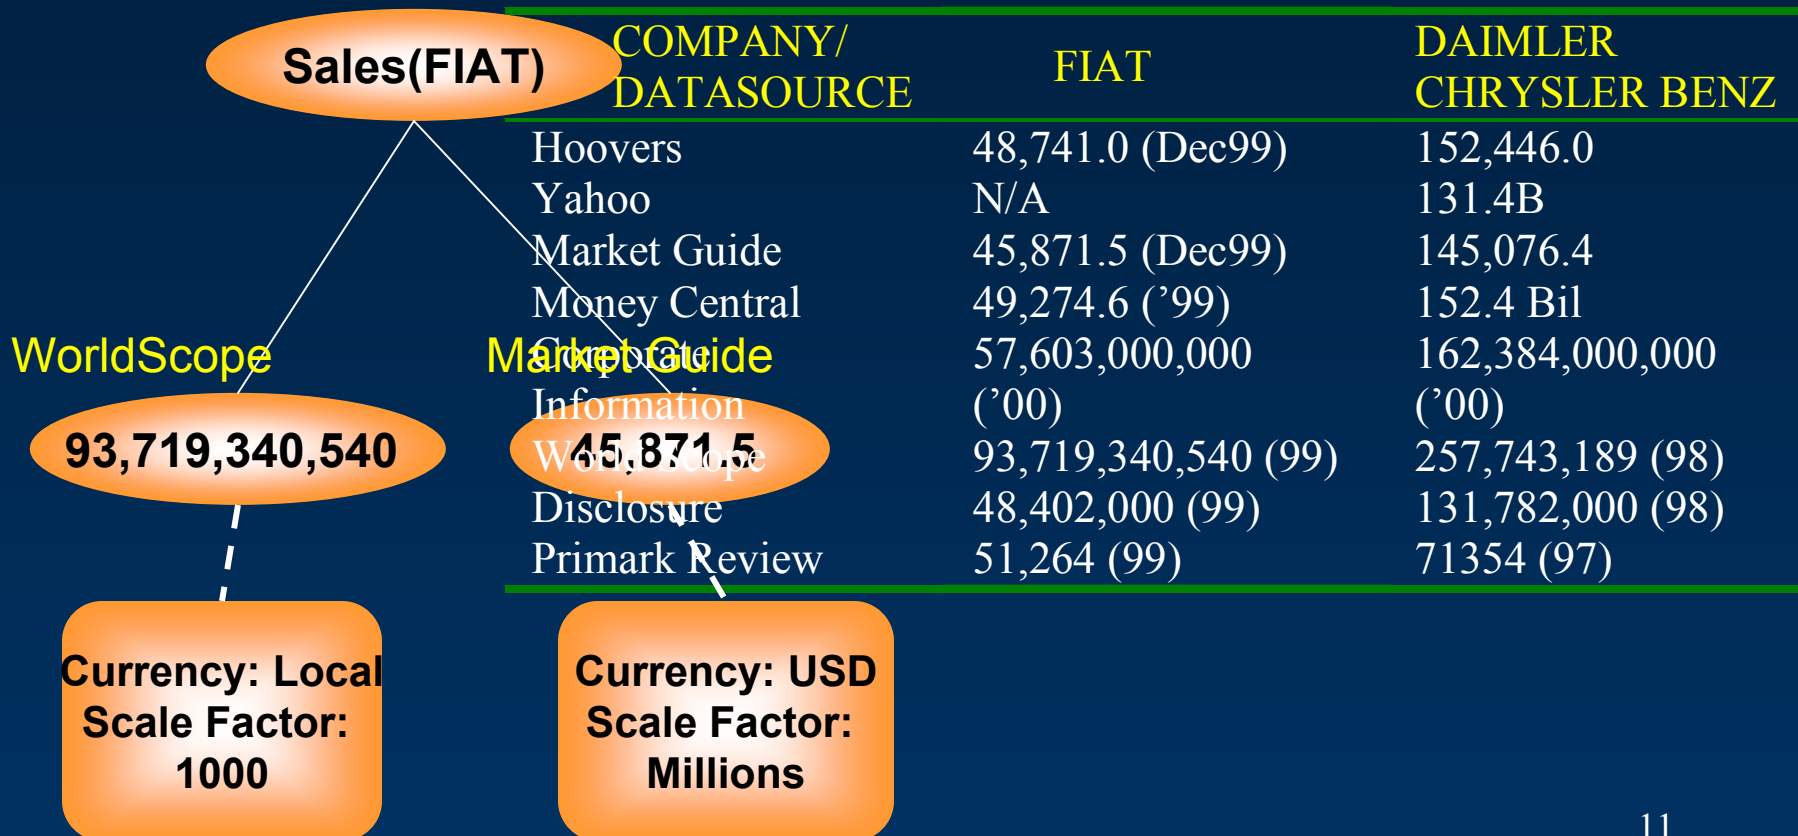 Sales(FIAT)
COMPANY/
DATASOURCE
FIAT
DAIMLER
CHRYSLER BENZ
Hoovers 48,741.0 (Dec99) 152,446.0
Yahoo N/A 131.4B
Market Guide 45,871.5 (Dec99) 145,076.4
Money Central 49,274.6 (’99) 152.4 Bil
Corporate 57,603,000,000 162,384,000,000
Information (’00) (’00)
World Scope 93,719,340,540 (99) 257,743,189 (98)
Disclosure 48,402,000 (99) 131,782,000 (98)
Primark Review 51,264 (99) 71354 (97)
WorldScope
Market Guide
93,719,340,540
45,871.5
Currency: Local
Scale Factor:
1000
Currency: USD
Scale Factor:
Millions
11